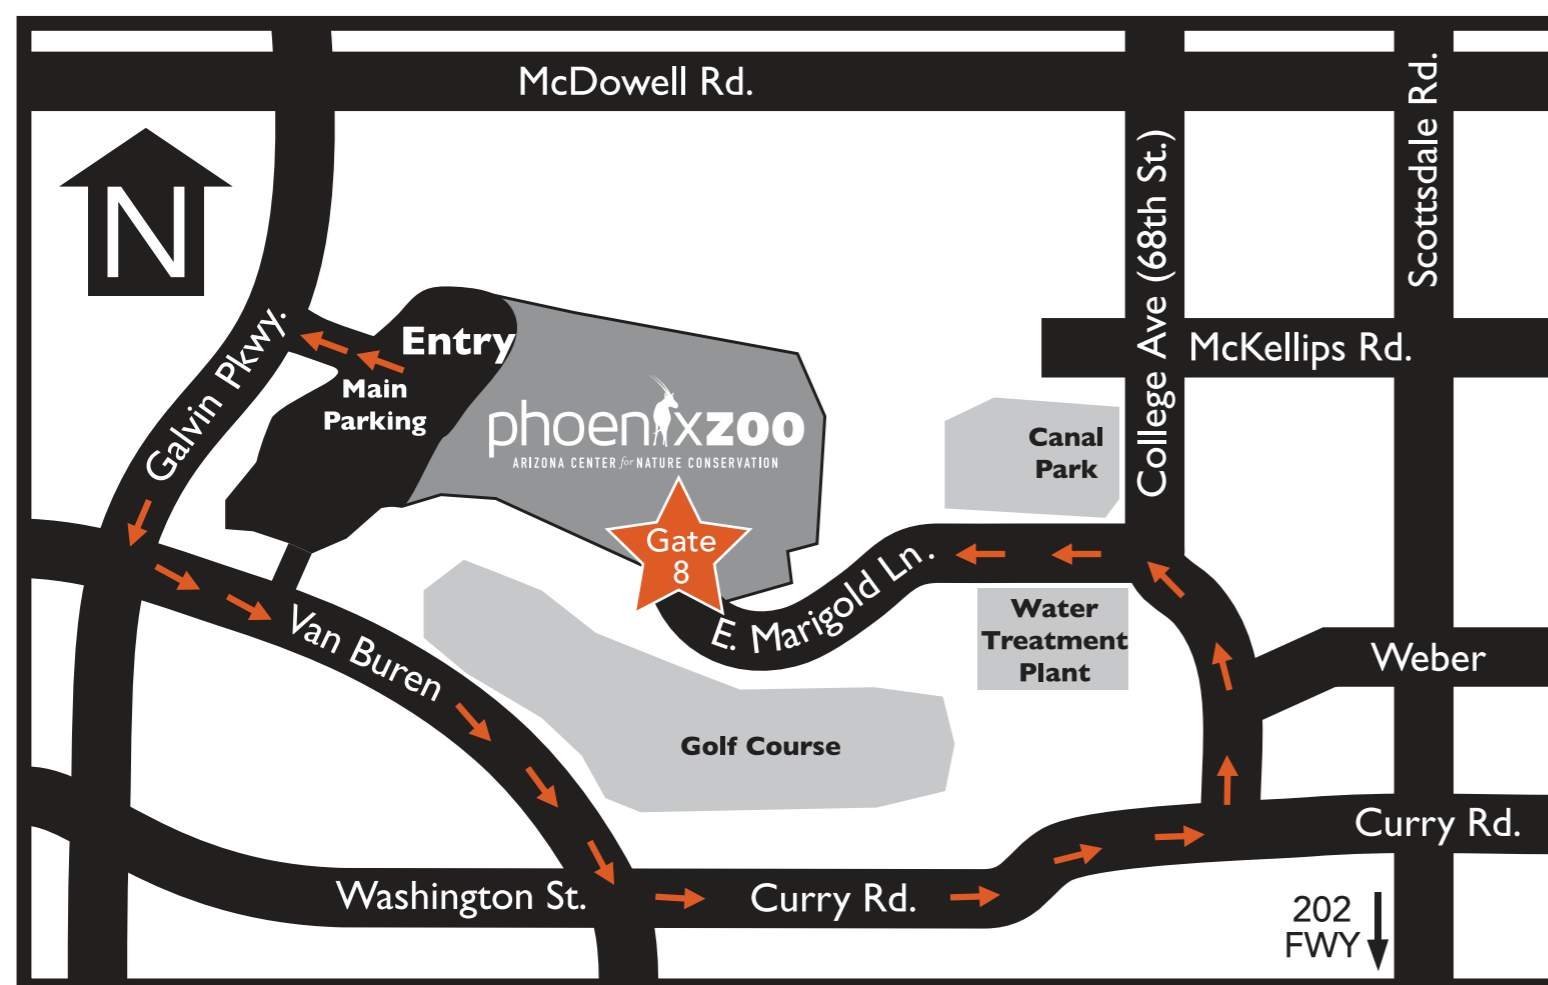 McDowell Rd.
Scottsdale Rd.
N
College Ave (68th St.)
Galvin Pkwy.
Entry
McKellips Rd.
Main
Parking
phoenixzoo
ARIZONA CENTER for NATURE CONSERVATION
Canal
Park
Gate
8
E. Marigold Ln.
Water
Treatment
Plant
Van Buren
Weber
Golf Course
Curry Rd.
Washington St.
Curry Rd.
202
FWY